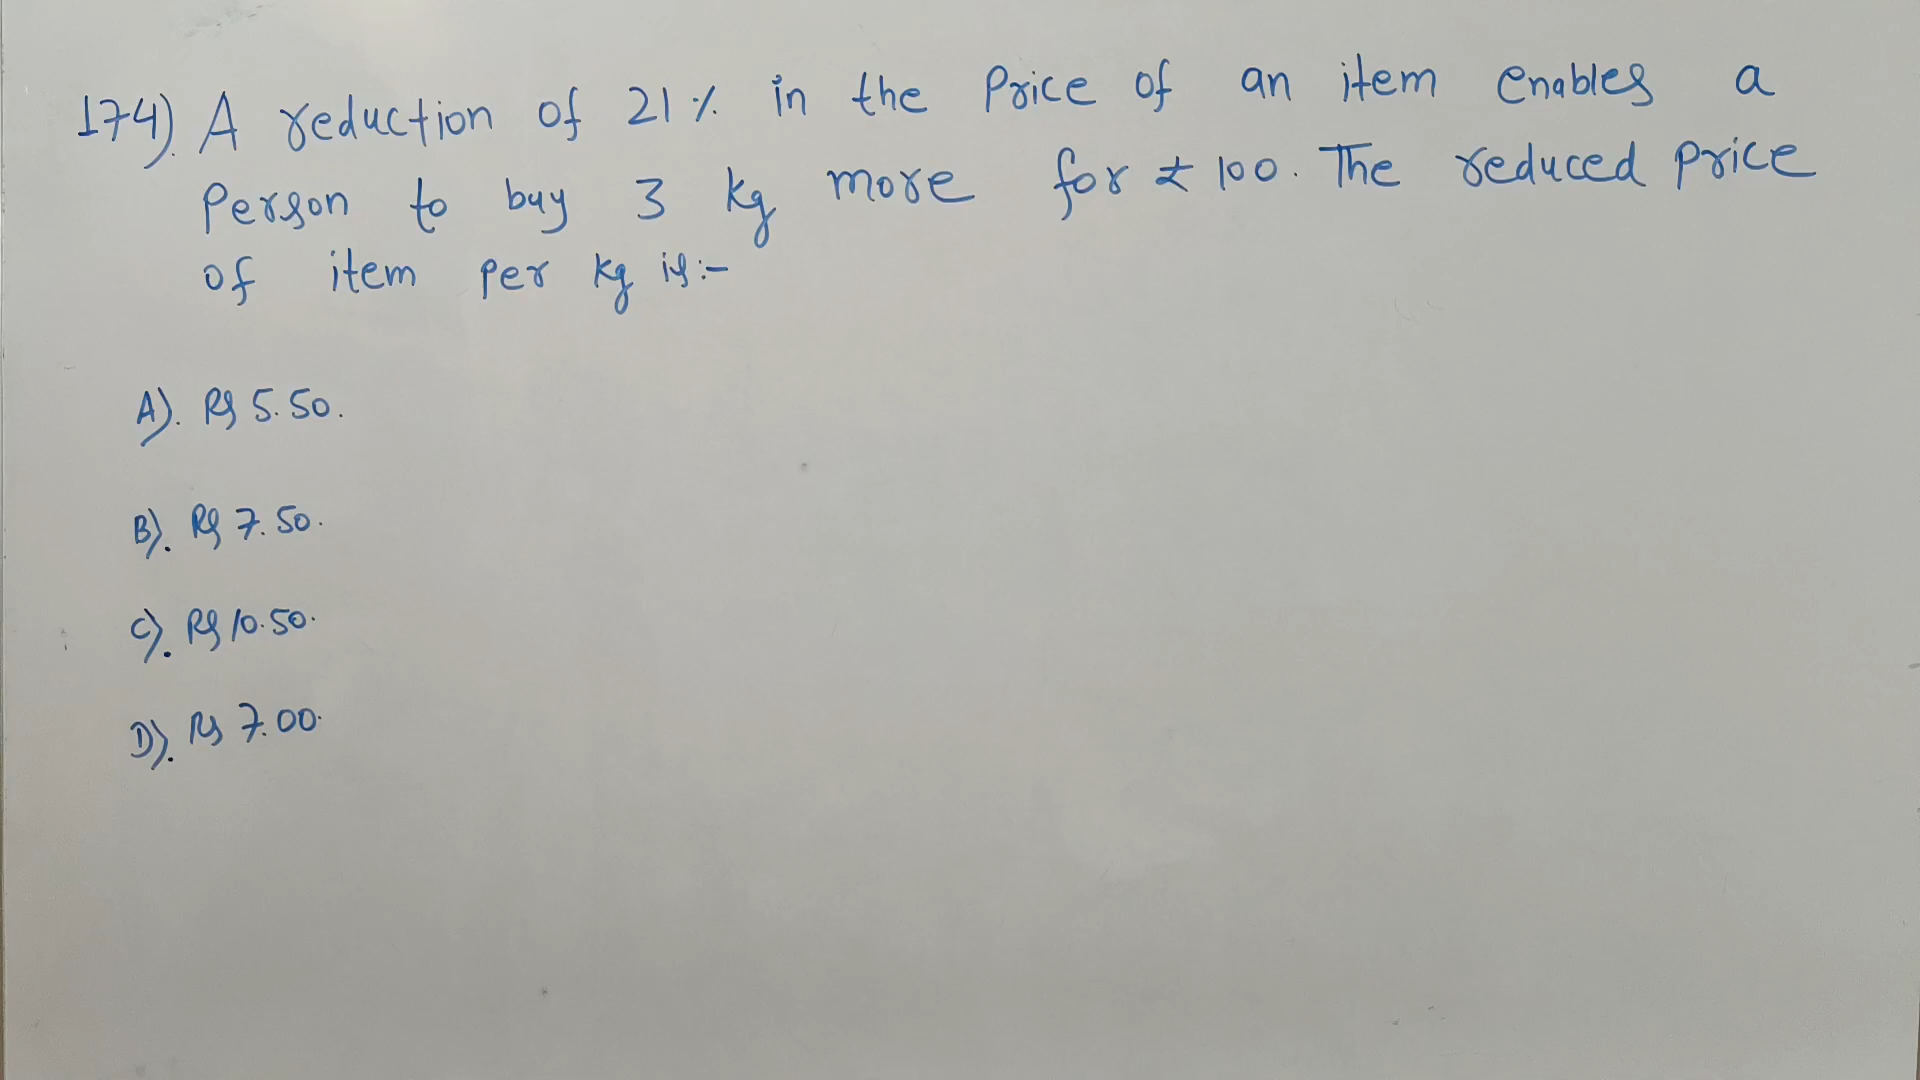 174). A reduction of 21% in the Price of an item enables a
Person to buy 3 kg more for ₹ 100. The reduced price
of item per kg is:-
A). Rs 5.50.
B). Rs 7.50.
C). Rs 10.50.
D). Rs 7.00.